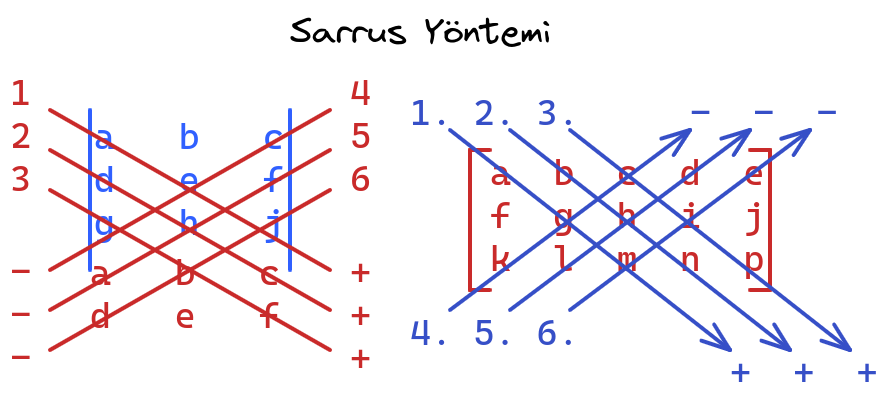 Sarrus Yöntemi
1 4
2 a b c 5
3 d e f 6
g h j
- a b c +
- d e f +
- +
1. 2. 3. - - -
a b c d e
f g h i j
k l m n p
4. 5. 6.
+ + +